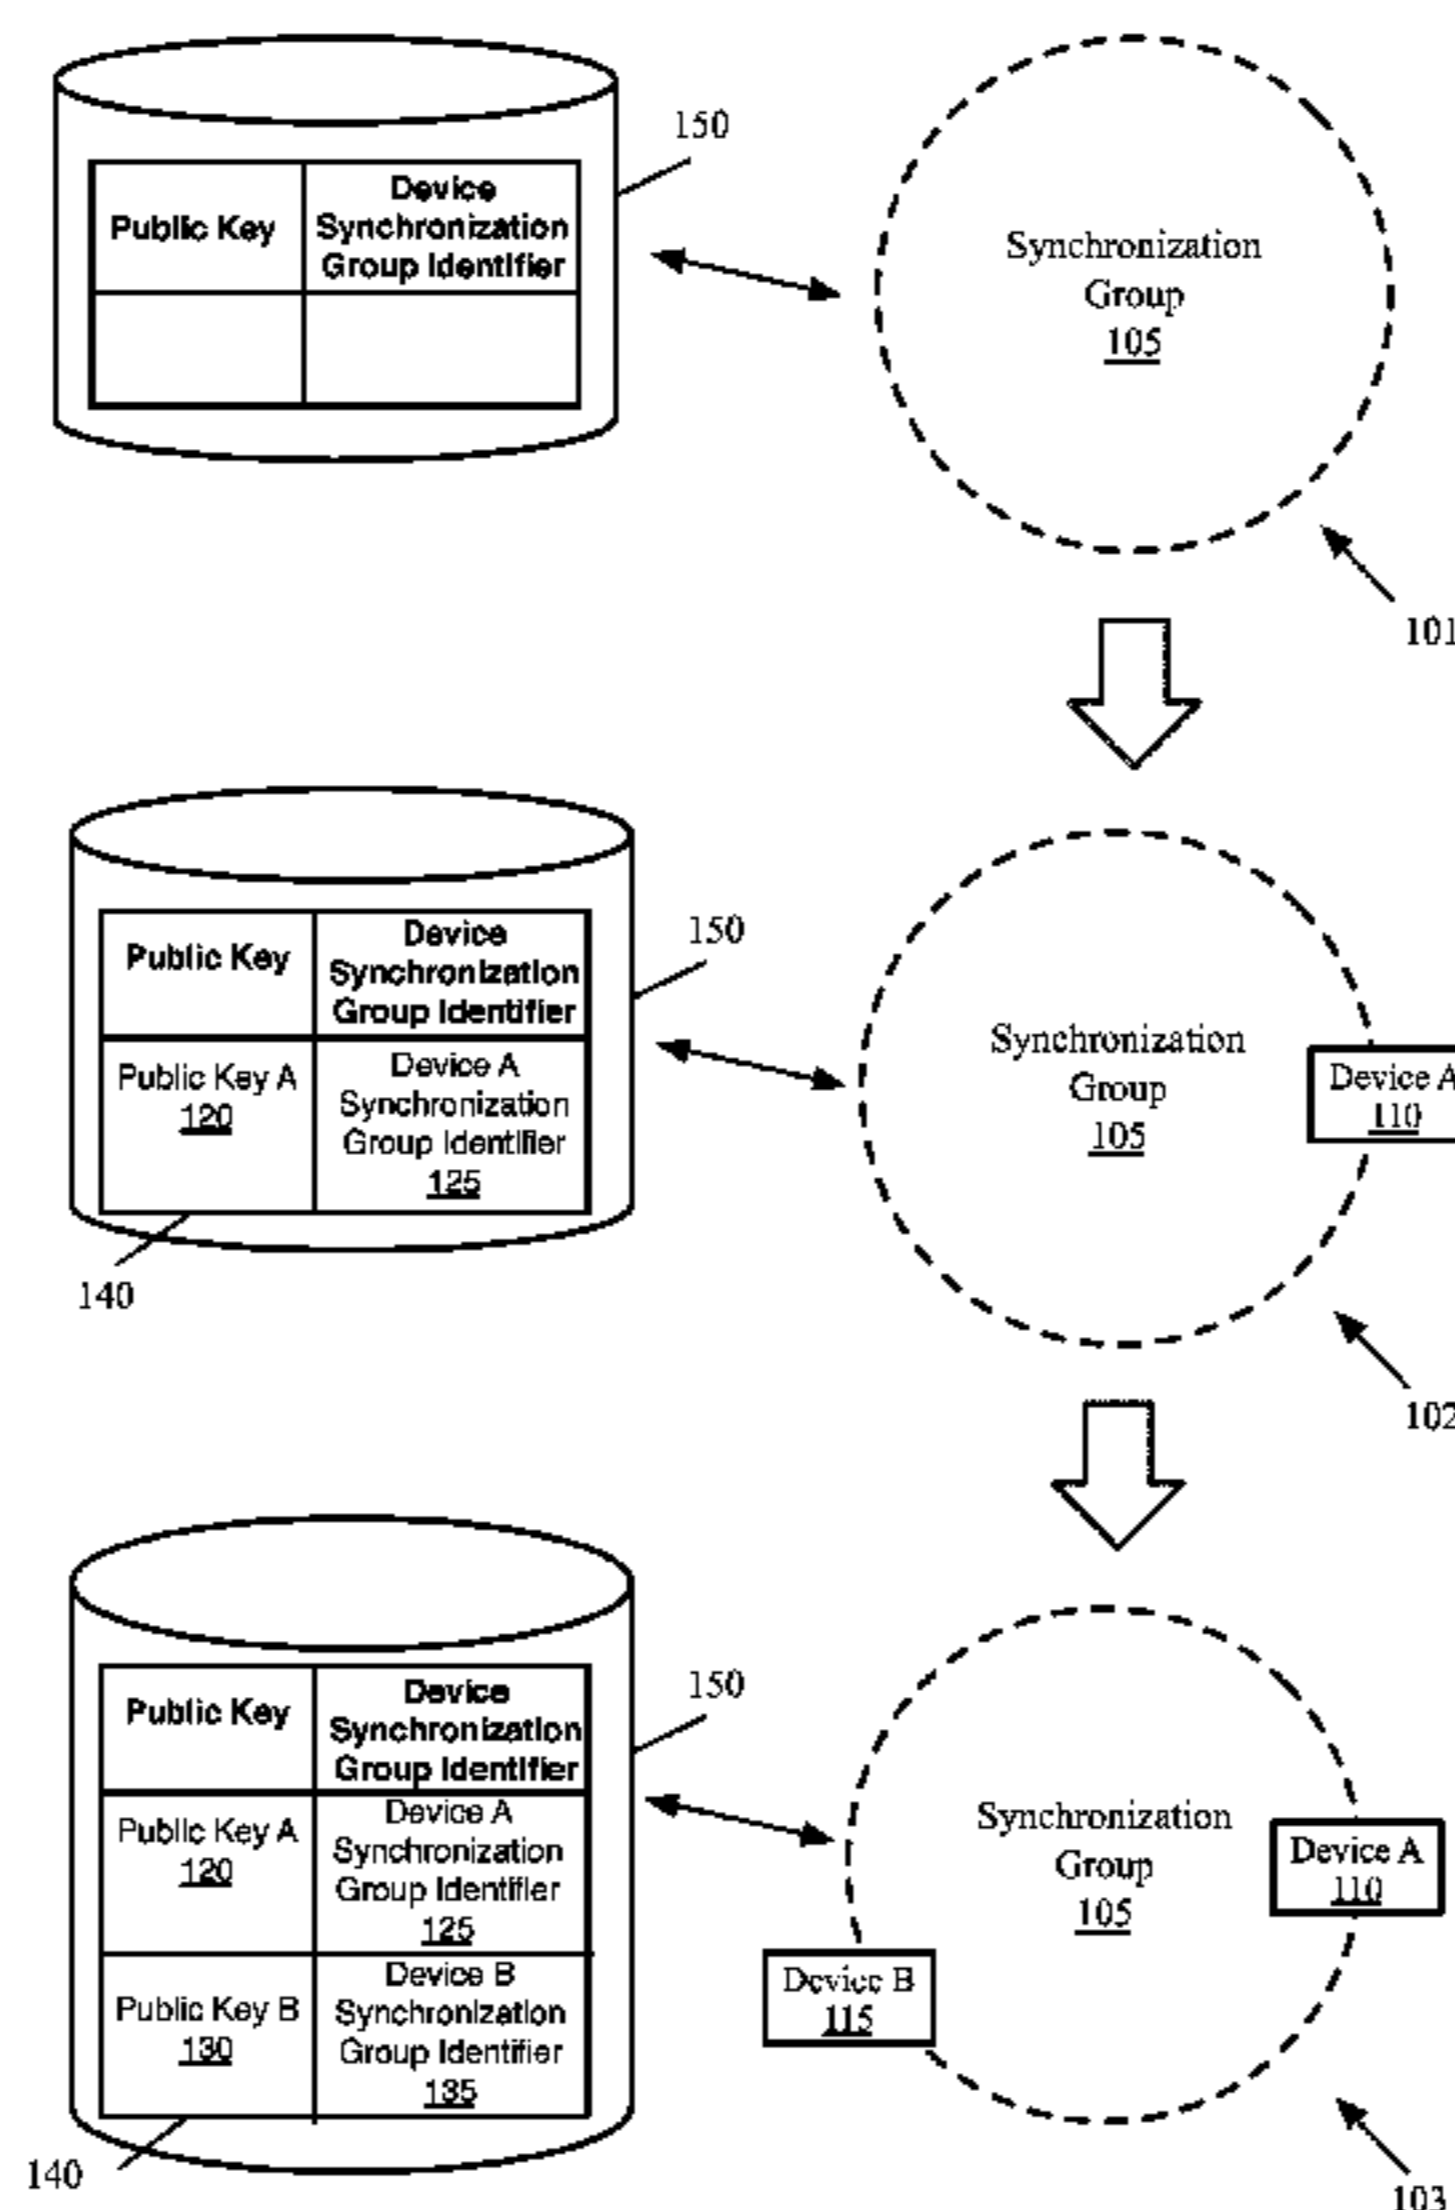 150
Public Key
Device
Synchronization
Group Identifier
Synchronization
Group
105
101
150
Public Key
Device
Synchronization
Group Identifier
Public Key A
120
Device A
Synchronization
Group Identifier
125
140
Synchronization
Group
105
Device A
110
102
150
Public Key
Device
Synchronization
Group Identifier
Public Key A
120
Device A
Synchronization
Group Identifier
125
Public Key B
130
Device B
Synchronization
Group Identifier
135
140
Synchronization
Group
105
Device A
110
Device B
115
103